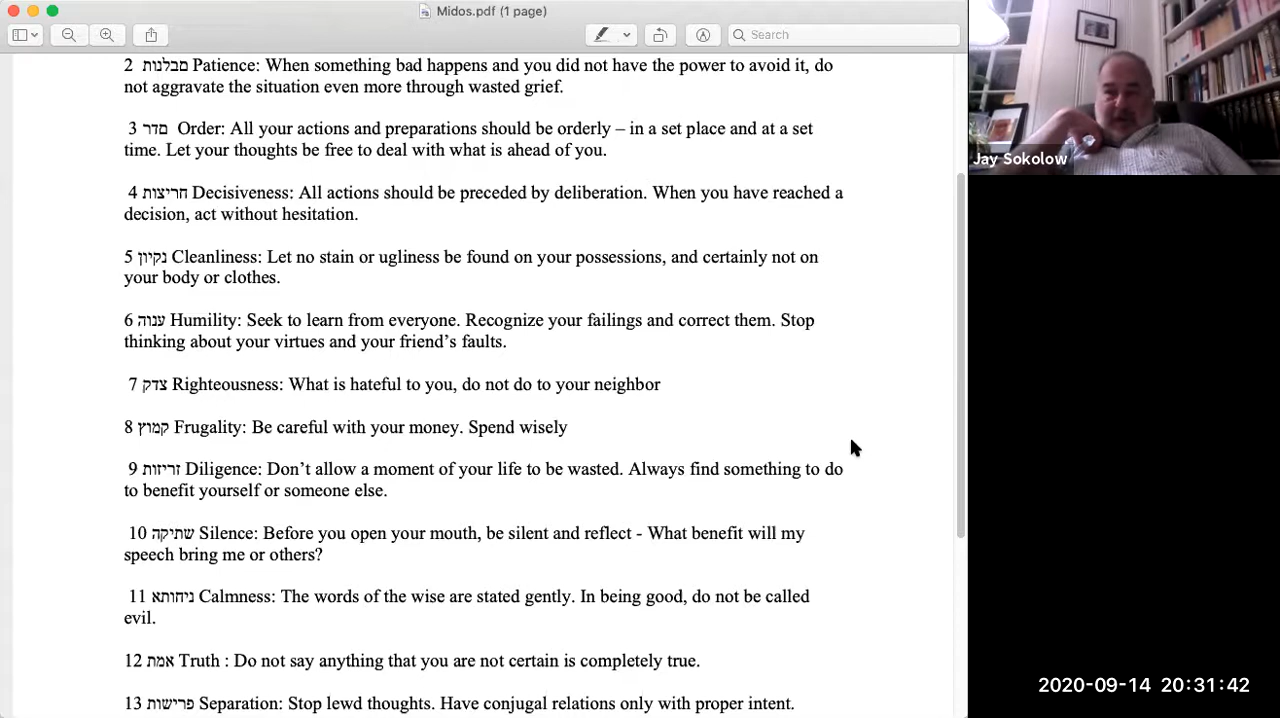 Midos.pdf (1 page)
Search
2 סבלנות Patience: When something bad happens and you did not have the power to avoid it, do
not aggravate the situation even more through wasted grief.
3 סדר Order: All your actions and preparations should be orderly – in a set place and at a set
time. Let your thoughts be free to deal with what is ahead of you.
4 חריצות Decisiveness: All actions should be preceded by deliberation. When you have reached a
decision, act without hesitation.
5 נקיון Cleanliness: Let no stain or ugliness be found on your possessions, and certainly not on
your body or clothes.
6 ענוה Humility: Seek to learn from everyone. Recognize your failings and correct them. Stop
thinking about your virtues and your friend’s faults.
7 צדק Righteousness: What is hateful to you, do not do to your neighbor
8 קמוץ Frugality: Be careful with your money. Spend wisely
9 זריזות Diligence: Don’t allow a moment of your life to be wasted. Always find something to do
to benefit yourself or someone else.
10 שתיקה Silence: Before you open your mouth, be silent and reflect - What benefit will my
speech bring me or others?
11 ניחותא Calmness: The words of the wise are stated gently. In being good, do not be called
evil.
12 אמת Truth : Do not say anything that you are not certain is completely true.
13 פרישות Separation: Stop lewd thoughts. Have conjugal relations only with proper intent.
Jay Sokolow
2020-09-14 20:31:42